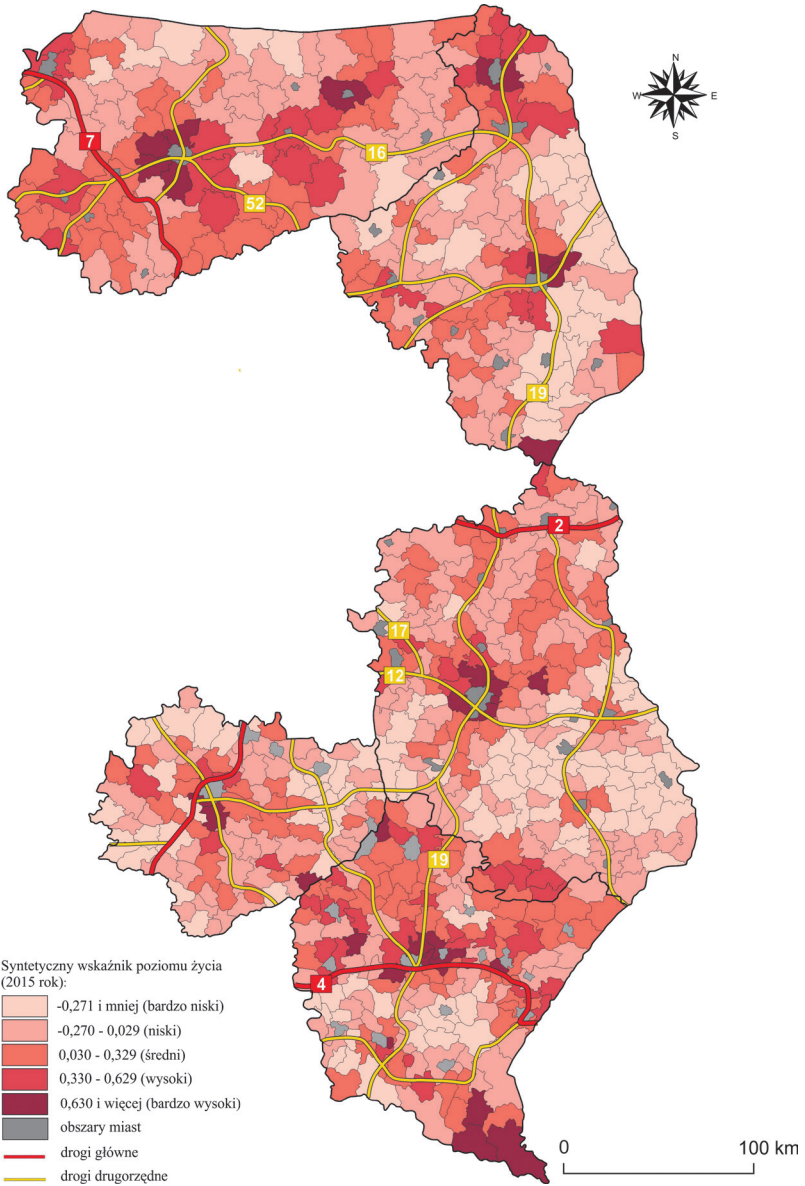 N
W E
S
7
16
52
19
2
17
12
19
4
Syntetyczny wskaźnik poziomu życia
(2015 rok):
-0,271 i mniej (bardzo niski)
-0,270 - 0,029 (niski)
0,030 - 0,329 (średni)
0,330 - 0,629 (wysoki)
0,630 i więcej (bardzo wysoki)
obszary miast
drogi główne
drogi drugorzędne
0 100 km